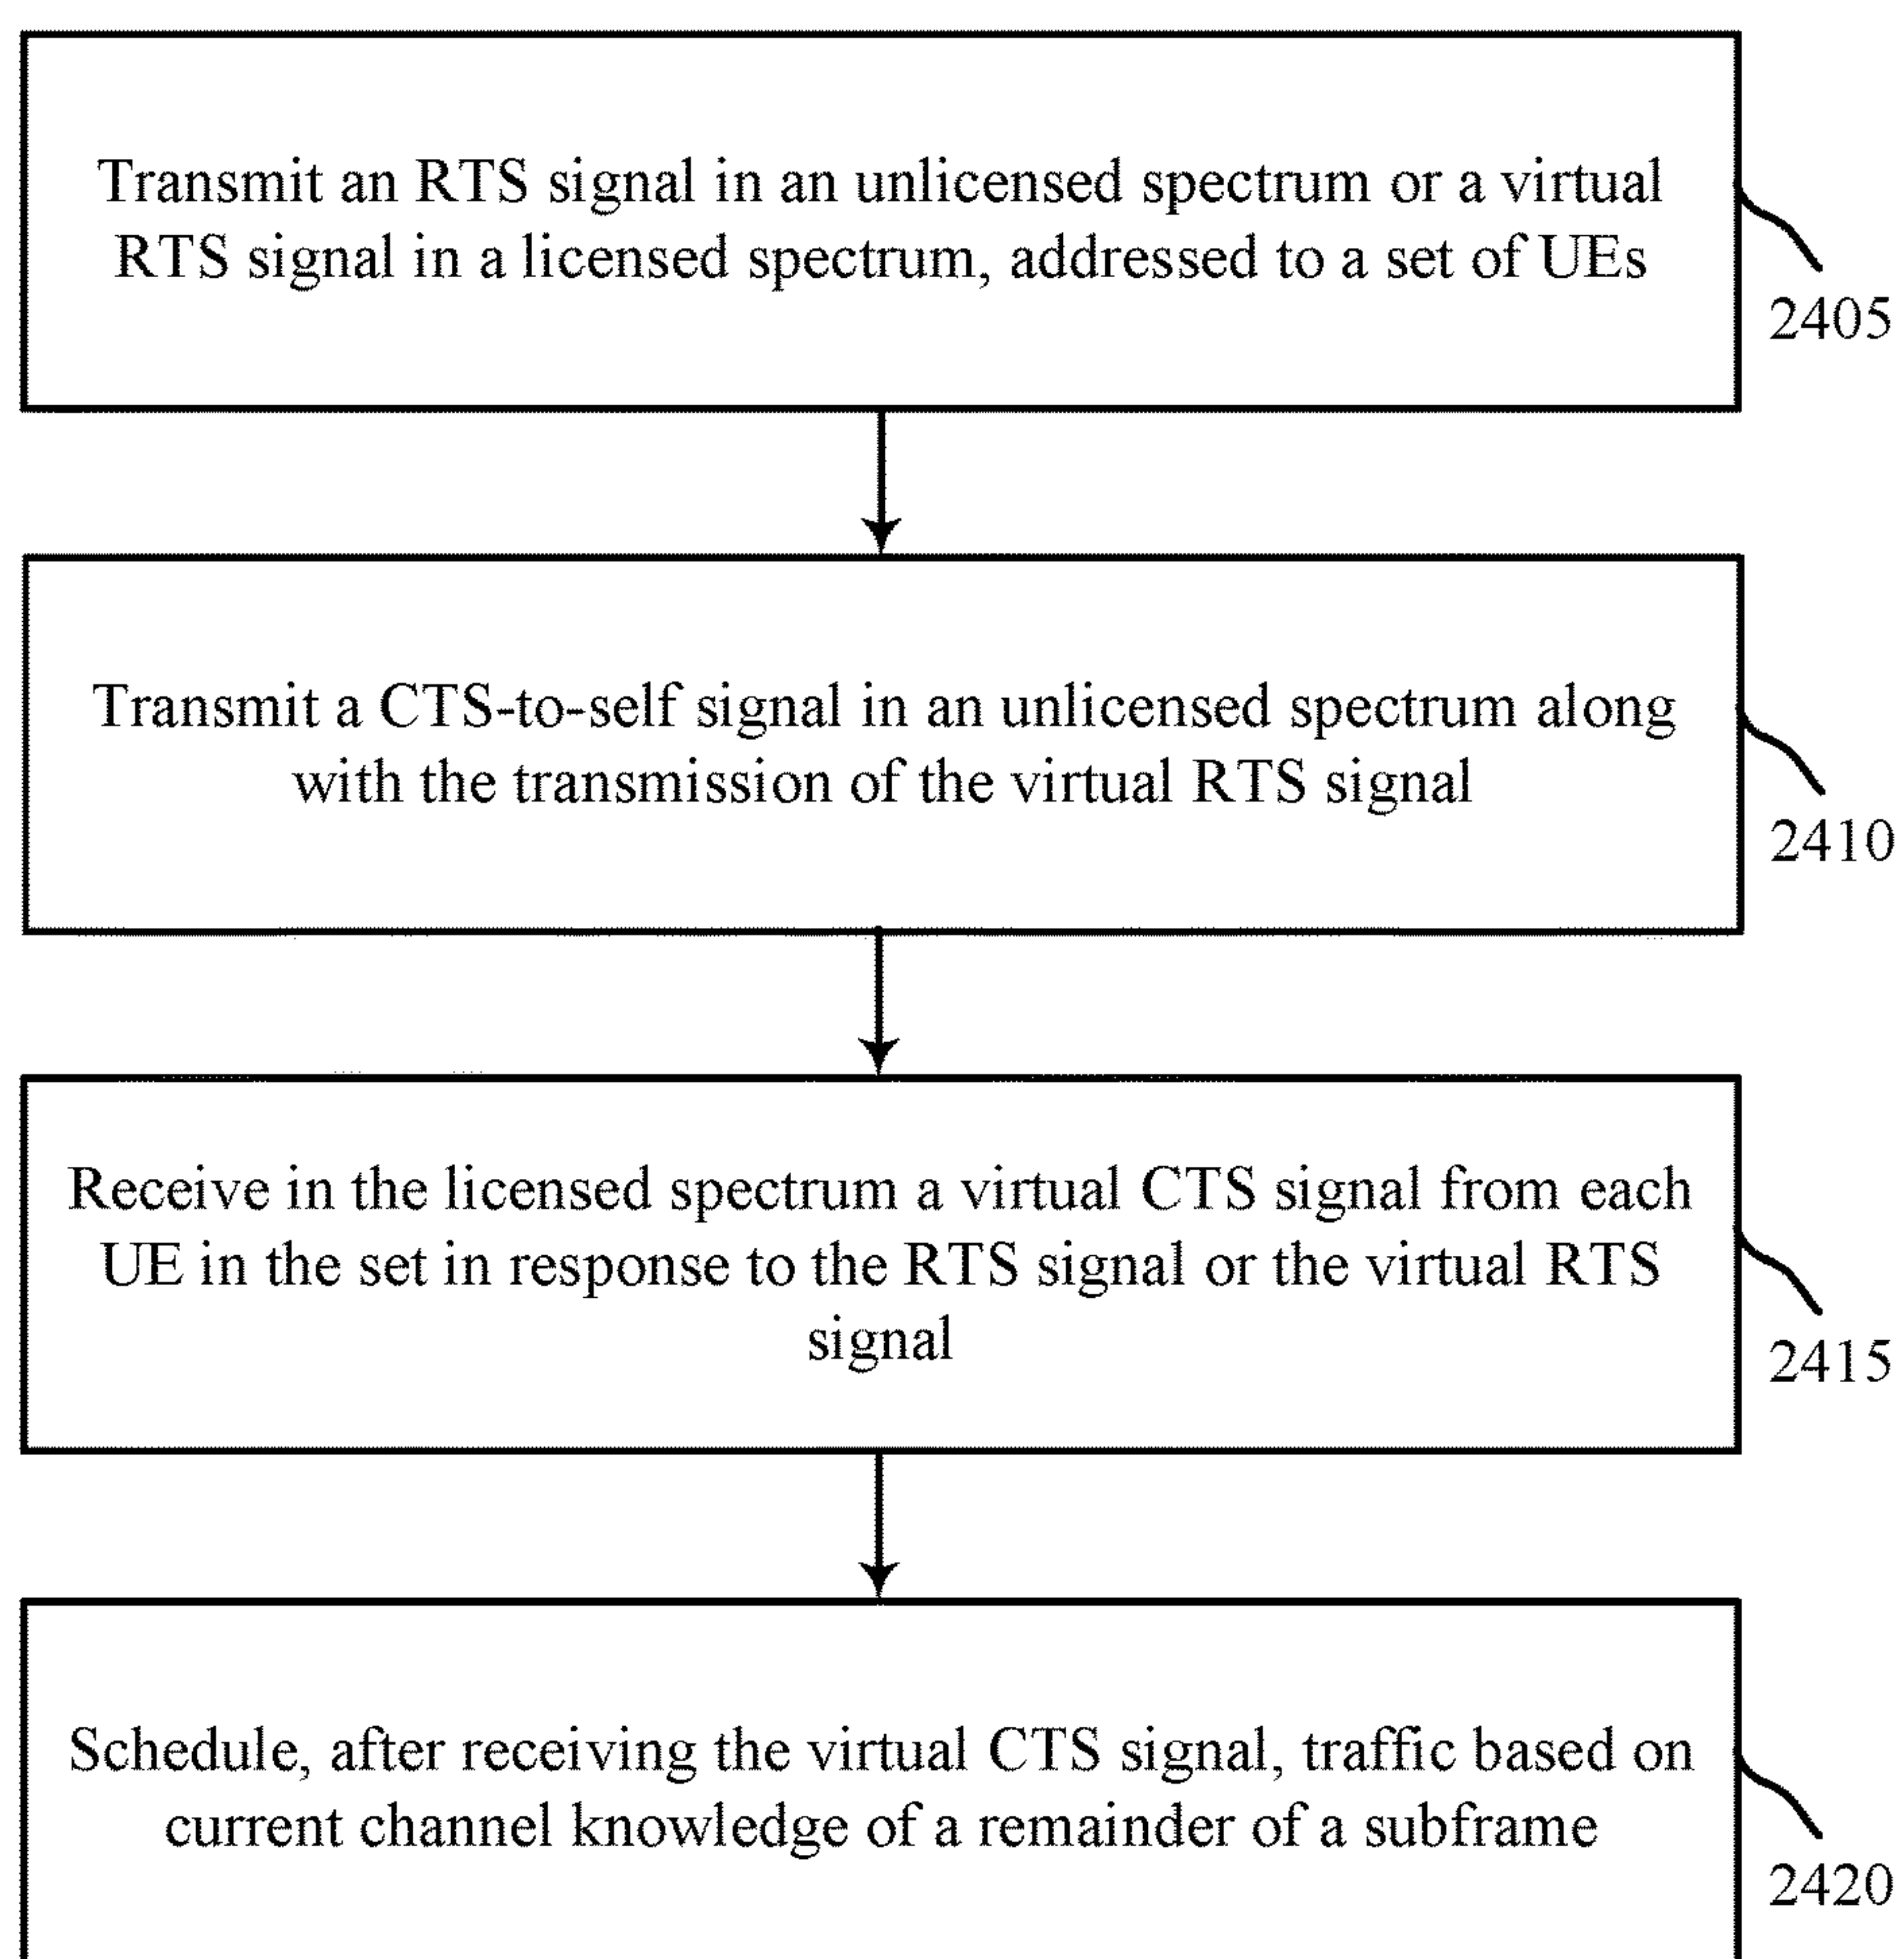 Transmit an RTS signal in an unlicensed spectrum or a virtual
RTS signal in a licensed spectrum, addressed to a set of UEs
2405
Transmit a CTS-to-self signal in an unlicensed spectrum along
with the transmission of the virtual RTS signal
2410
Receive in the licensed spectrum a virtual CTS signal from each
UE in the set in response to the RTS signal or the virtual RTS
signal
2415
Schedule, after receiving the virtual CTS signal, traffic based on
current channel knowledge of a remainder of a subframe
2420